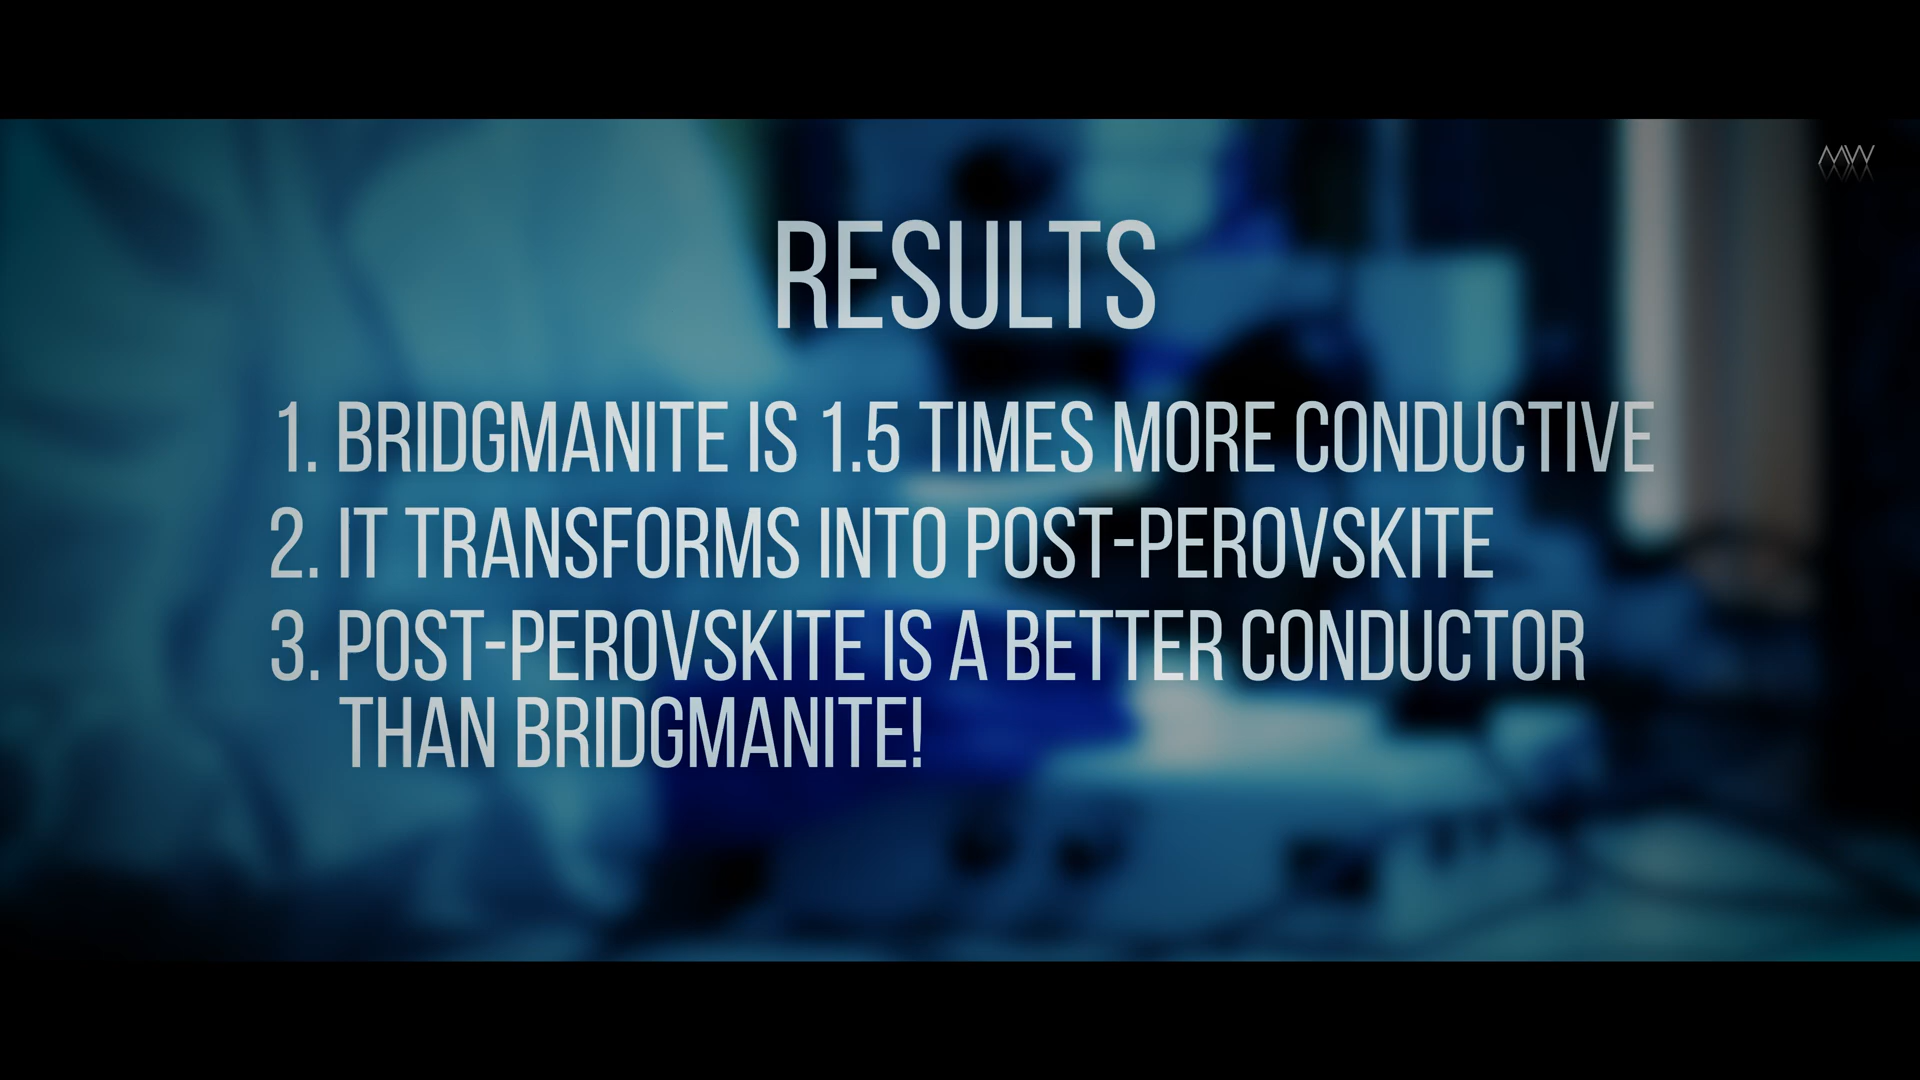 MW
RESULTS
1. BRIDGMANITE IS 1.5 TIMES MORE CONDUCTIVE
2. IT TRANSFORMS INTO POST-PEROVSKITE
3. POST-PEROVSKITE IS A BETTER CONDUCTOR
THAN BRIDGMANITE!